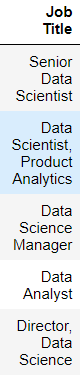 Job
Title
Senior
Data
Scientist
Data
Scientist,
Product
Analytics
Data
Science
Manager
Data
Analyst
Director,
Data
Science